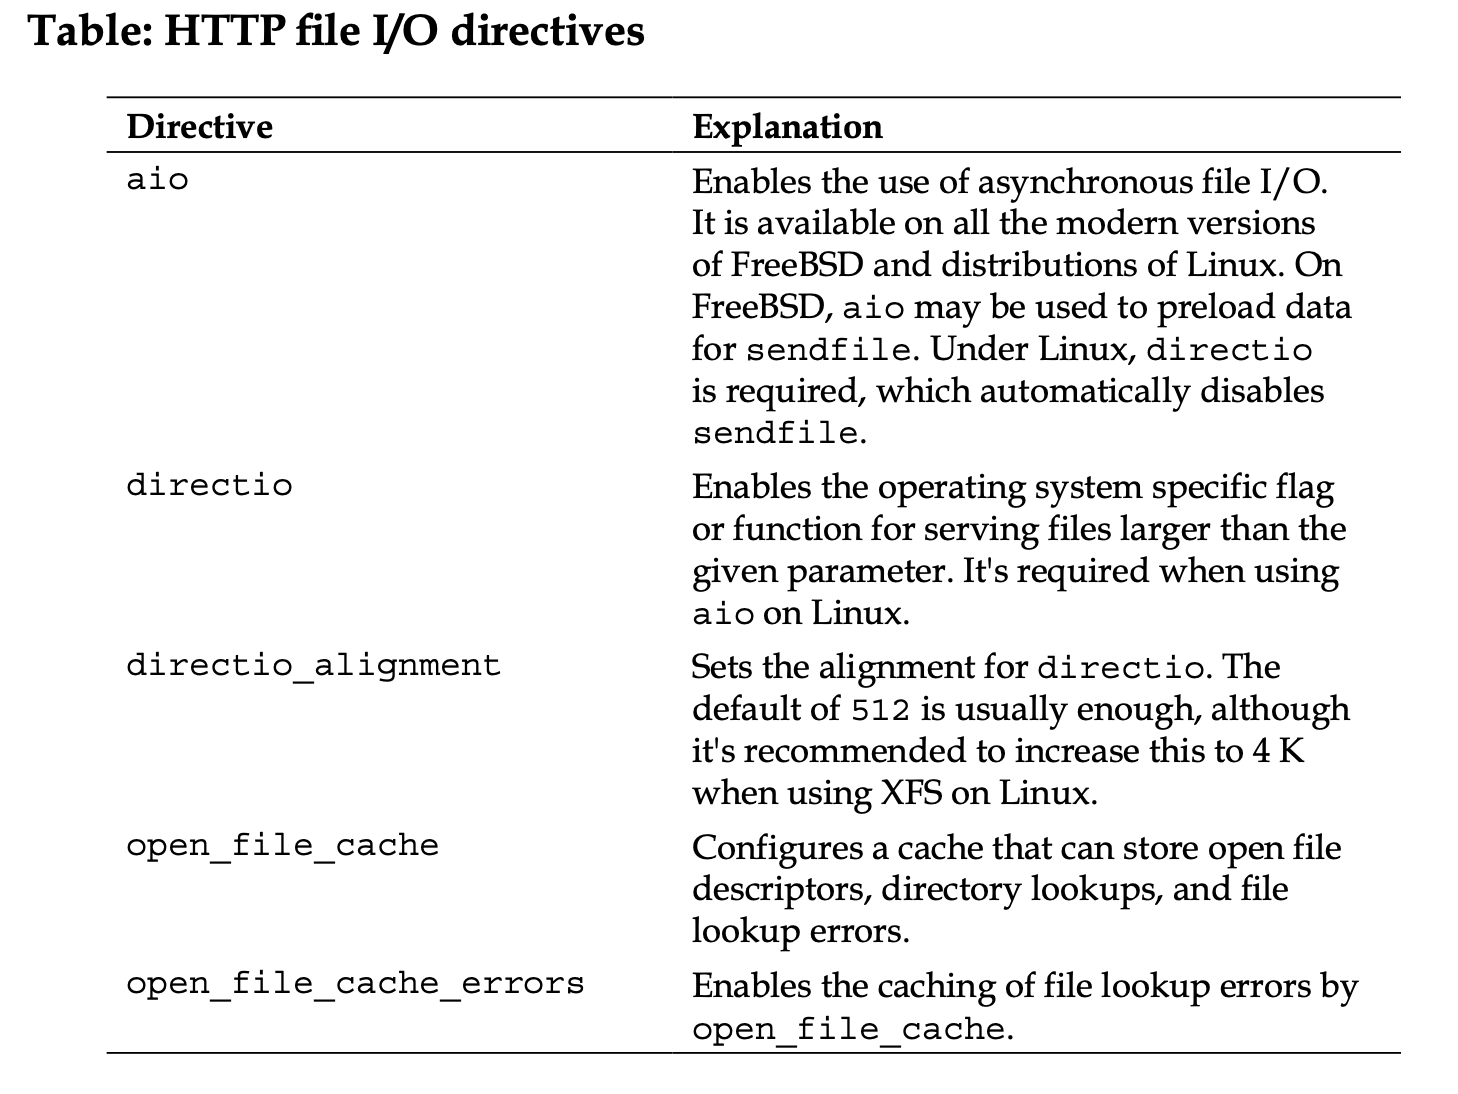 Table: HTTP file I/O directives
Directive Explanation
aio Enables the use of asynchronous file I/O.
It is available on all the modern versions
of FreeBSD and distributions of Linux. On
FreeBSD, aio may be used to preload data
for sendfile. Under Linux, directio
is required, which automatically disables
sendfile.
directio Enables the operating system specific flag
or function for serving files larger than the
given parameter. It's required when using
aio on Linux.
directio_alignment Sets the alignment for directio. The
default of 512 is usually enough, although
it's recommended to increase this to 4 K
when using XFS on Linux.
open_file_cache Configures a cache that can store open file
descriptors, directory lookups, and file
lookup errors.
open_file_cache_errors Enables the caching of file lookup errors by
open_file_cache.